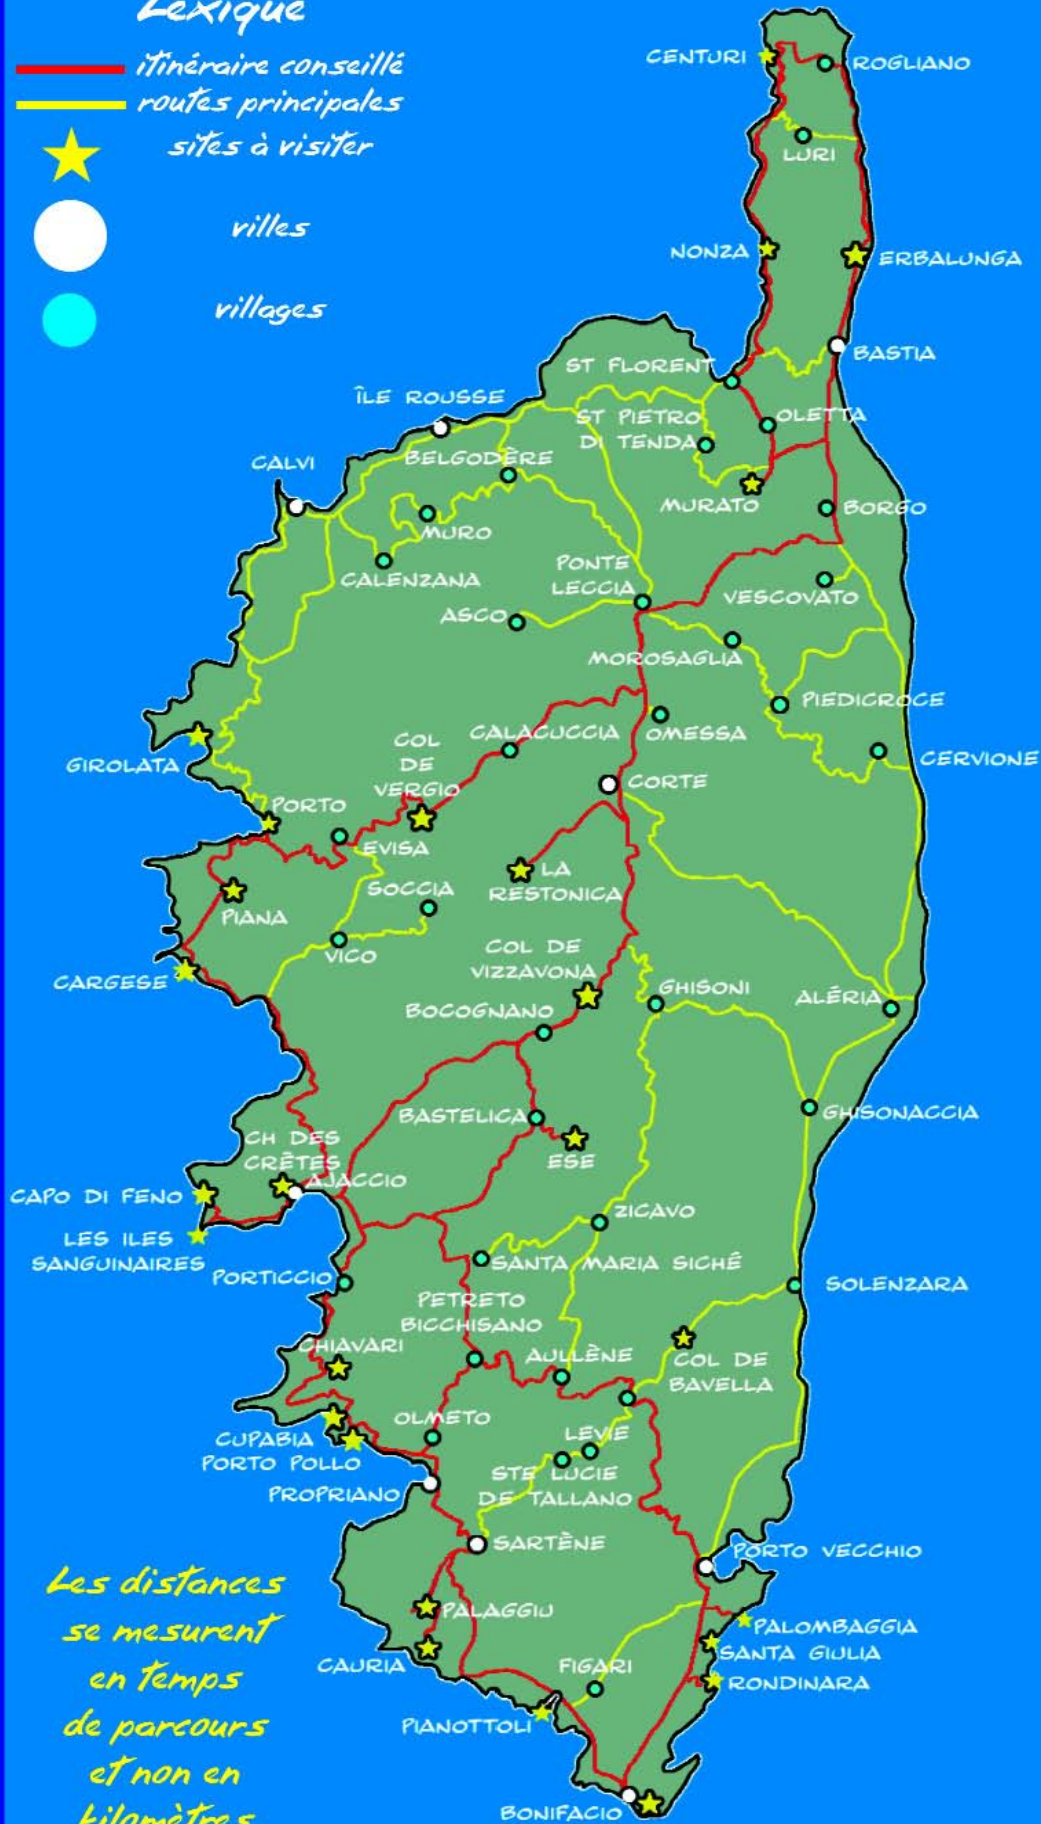 Lexique
itinéraire conseillé
routes principales
sites à visiter
villes
villages
CENTURI
ROGLIANO
LURI
NONZA
ERBALUNGA
BASTIA
ST FLORENT
ÎLE ROUSSE
ST PIETRO
DI TENDA
OLETTA
CALVI
BELGODÈRE
MURATO
BORGO
MURO
CALENZANA
PONTE
LECCIA
VESCOVATO
ASCO
MOROSAGLIA
PIEDICROCE
CALACUCCIA
OMESSA
COL
DE
VERGIO
GIROLATA
CERVIONE
CORTE
PORTO
EVISA
LA
RESTONICA
SOCCIA
PIANA
VICO
COL DE
VIZZAVONA
CARGESE
GHISONI
ALÉRIA
BOCOGNANO
BASTELICA
GHISONACCIA
CH DES
CRÊTES
ESE
AJACCIO
CAPO DI FENO
ZICAVO
LES ILES
SANGUINAIRES
SANTA MARIA SICHÉ
PORTICCIO
SOLENZARA
PETRETO
BICCHISANO
CHIAVARI
AULLÈNE
COL DE
BAVELLA
OLMETO
CUPABIA
PORTO POLLO
LEVIE
STE LUCIE
DE TALLANO
PROPRIANO
SARTÈNE
PORTO VECCHIO
PALAGGIU
PALOMBAGGIA
SANTA GIULIA
CAURIA
FIGARI
RONDINARA
PIANOTTOLI
BONIFACIO
Les distances
se mesurent
en temps
de parcours
et non en
kilomètres